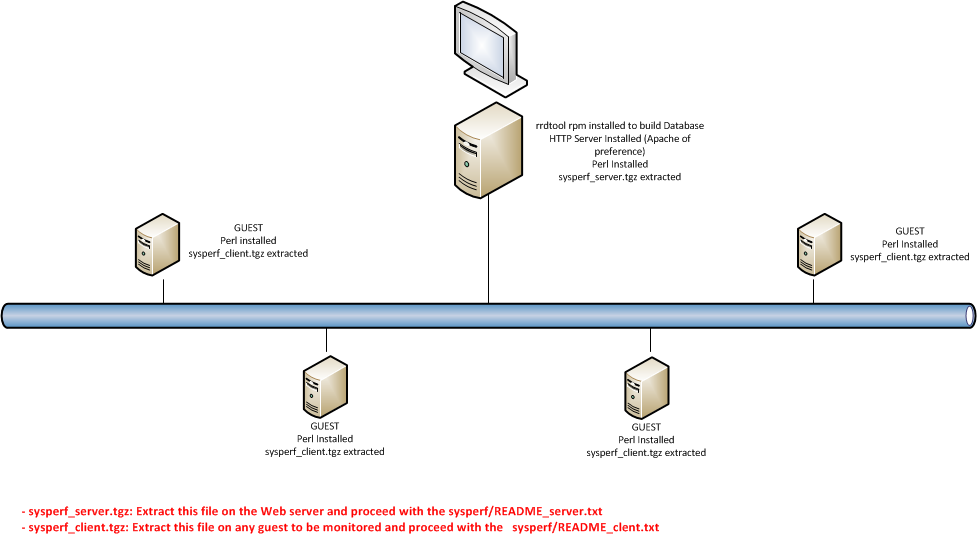 rrdtool rpm installed to build Database
HTTP Server Installed (Apache of
preference)
Perl Installed
sysperf_server.tgz extracted
GUEST
Perl installed
sysperf_client.tgz extracted
GUEST
Perl Installed
sysperf_client.tgz extracted
GUEST
Perl Installed
sysperf_client.tgz extracted
GUEST
Perl Installed
sysperf_client.tgz extracted
- sysperf_server.tgz: Extract this file on the Web server and proceed with the sysperf/README_server.txt
- sysperf_client.tgz: Extract this file on any guest to be monitored and proceed with the sysperf/README_clent.txt